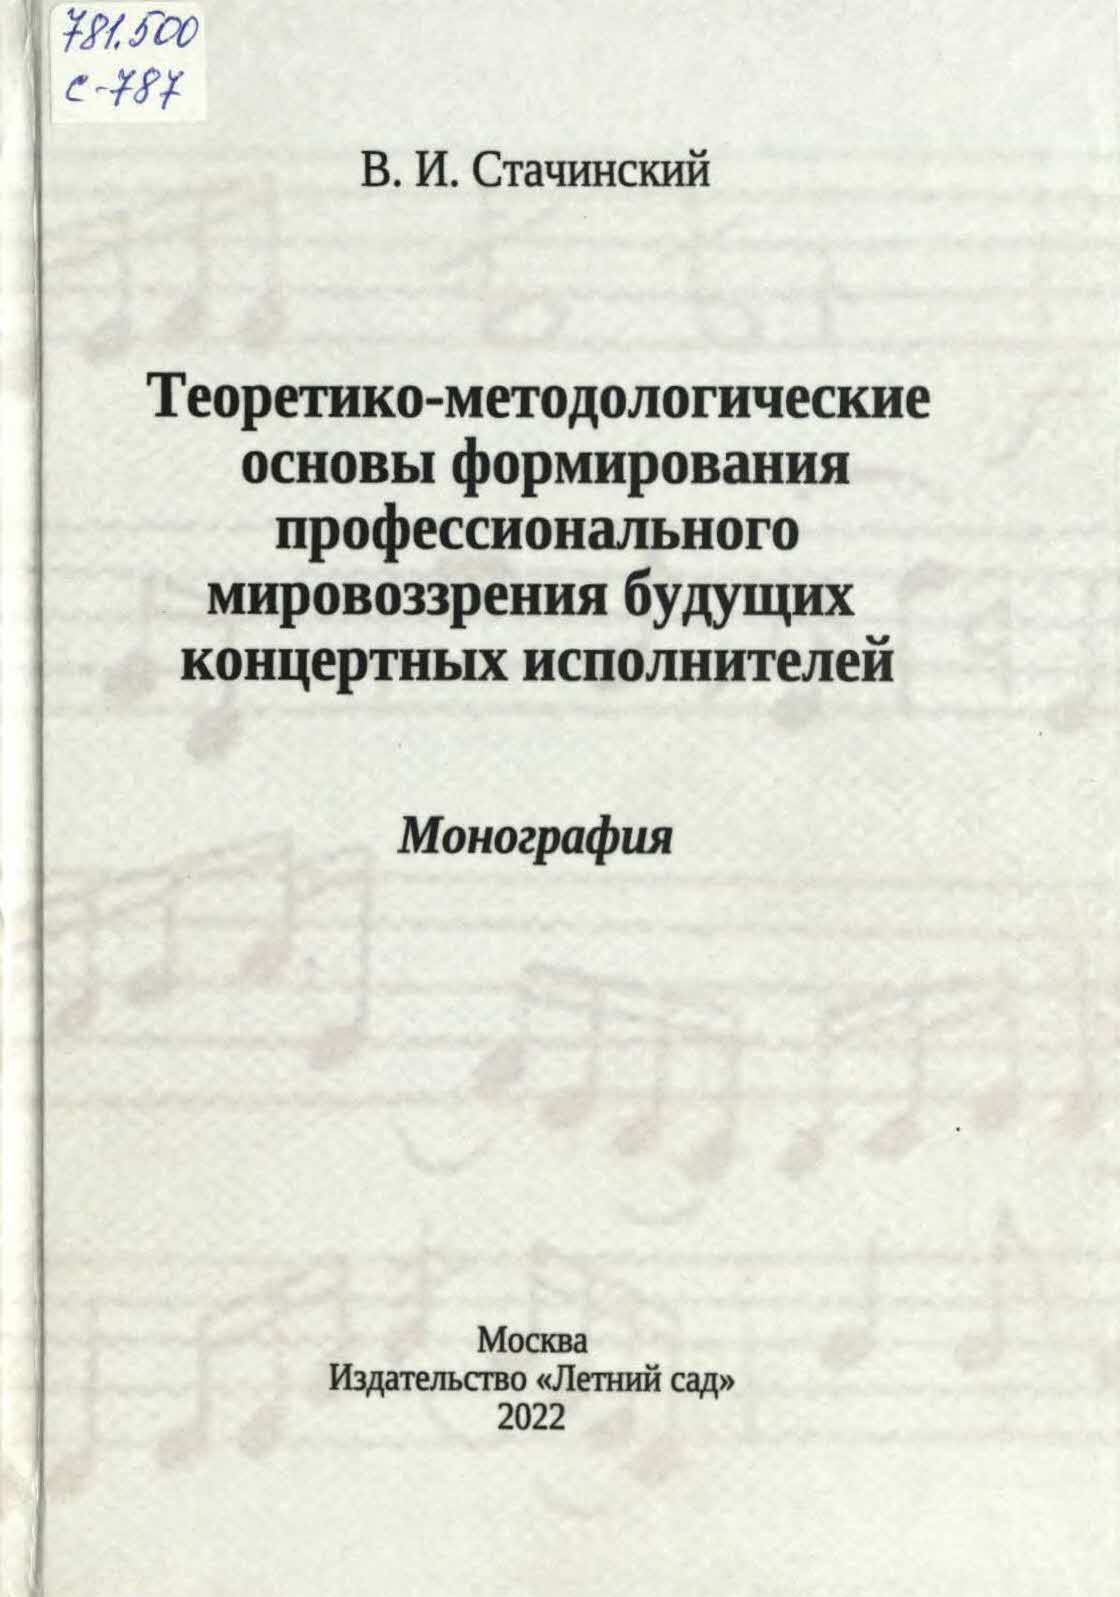 781.500
С-787
В. И. Стачинский
Теоретико-методологические
основы формирования
профессионального
мировоззрения будущих
концертных исполнителей
Монография
Москва
Издательство «Летний сад»
2022